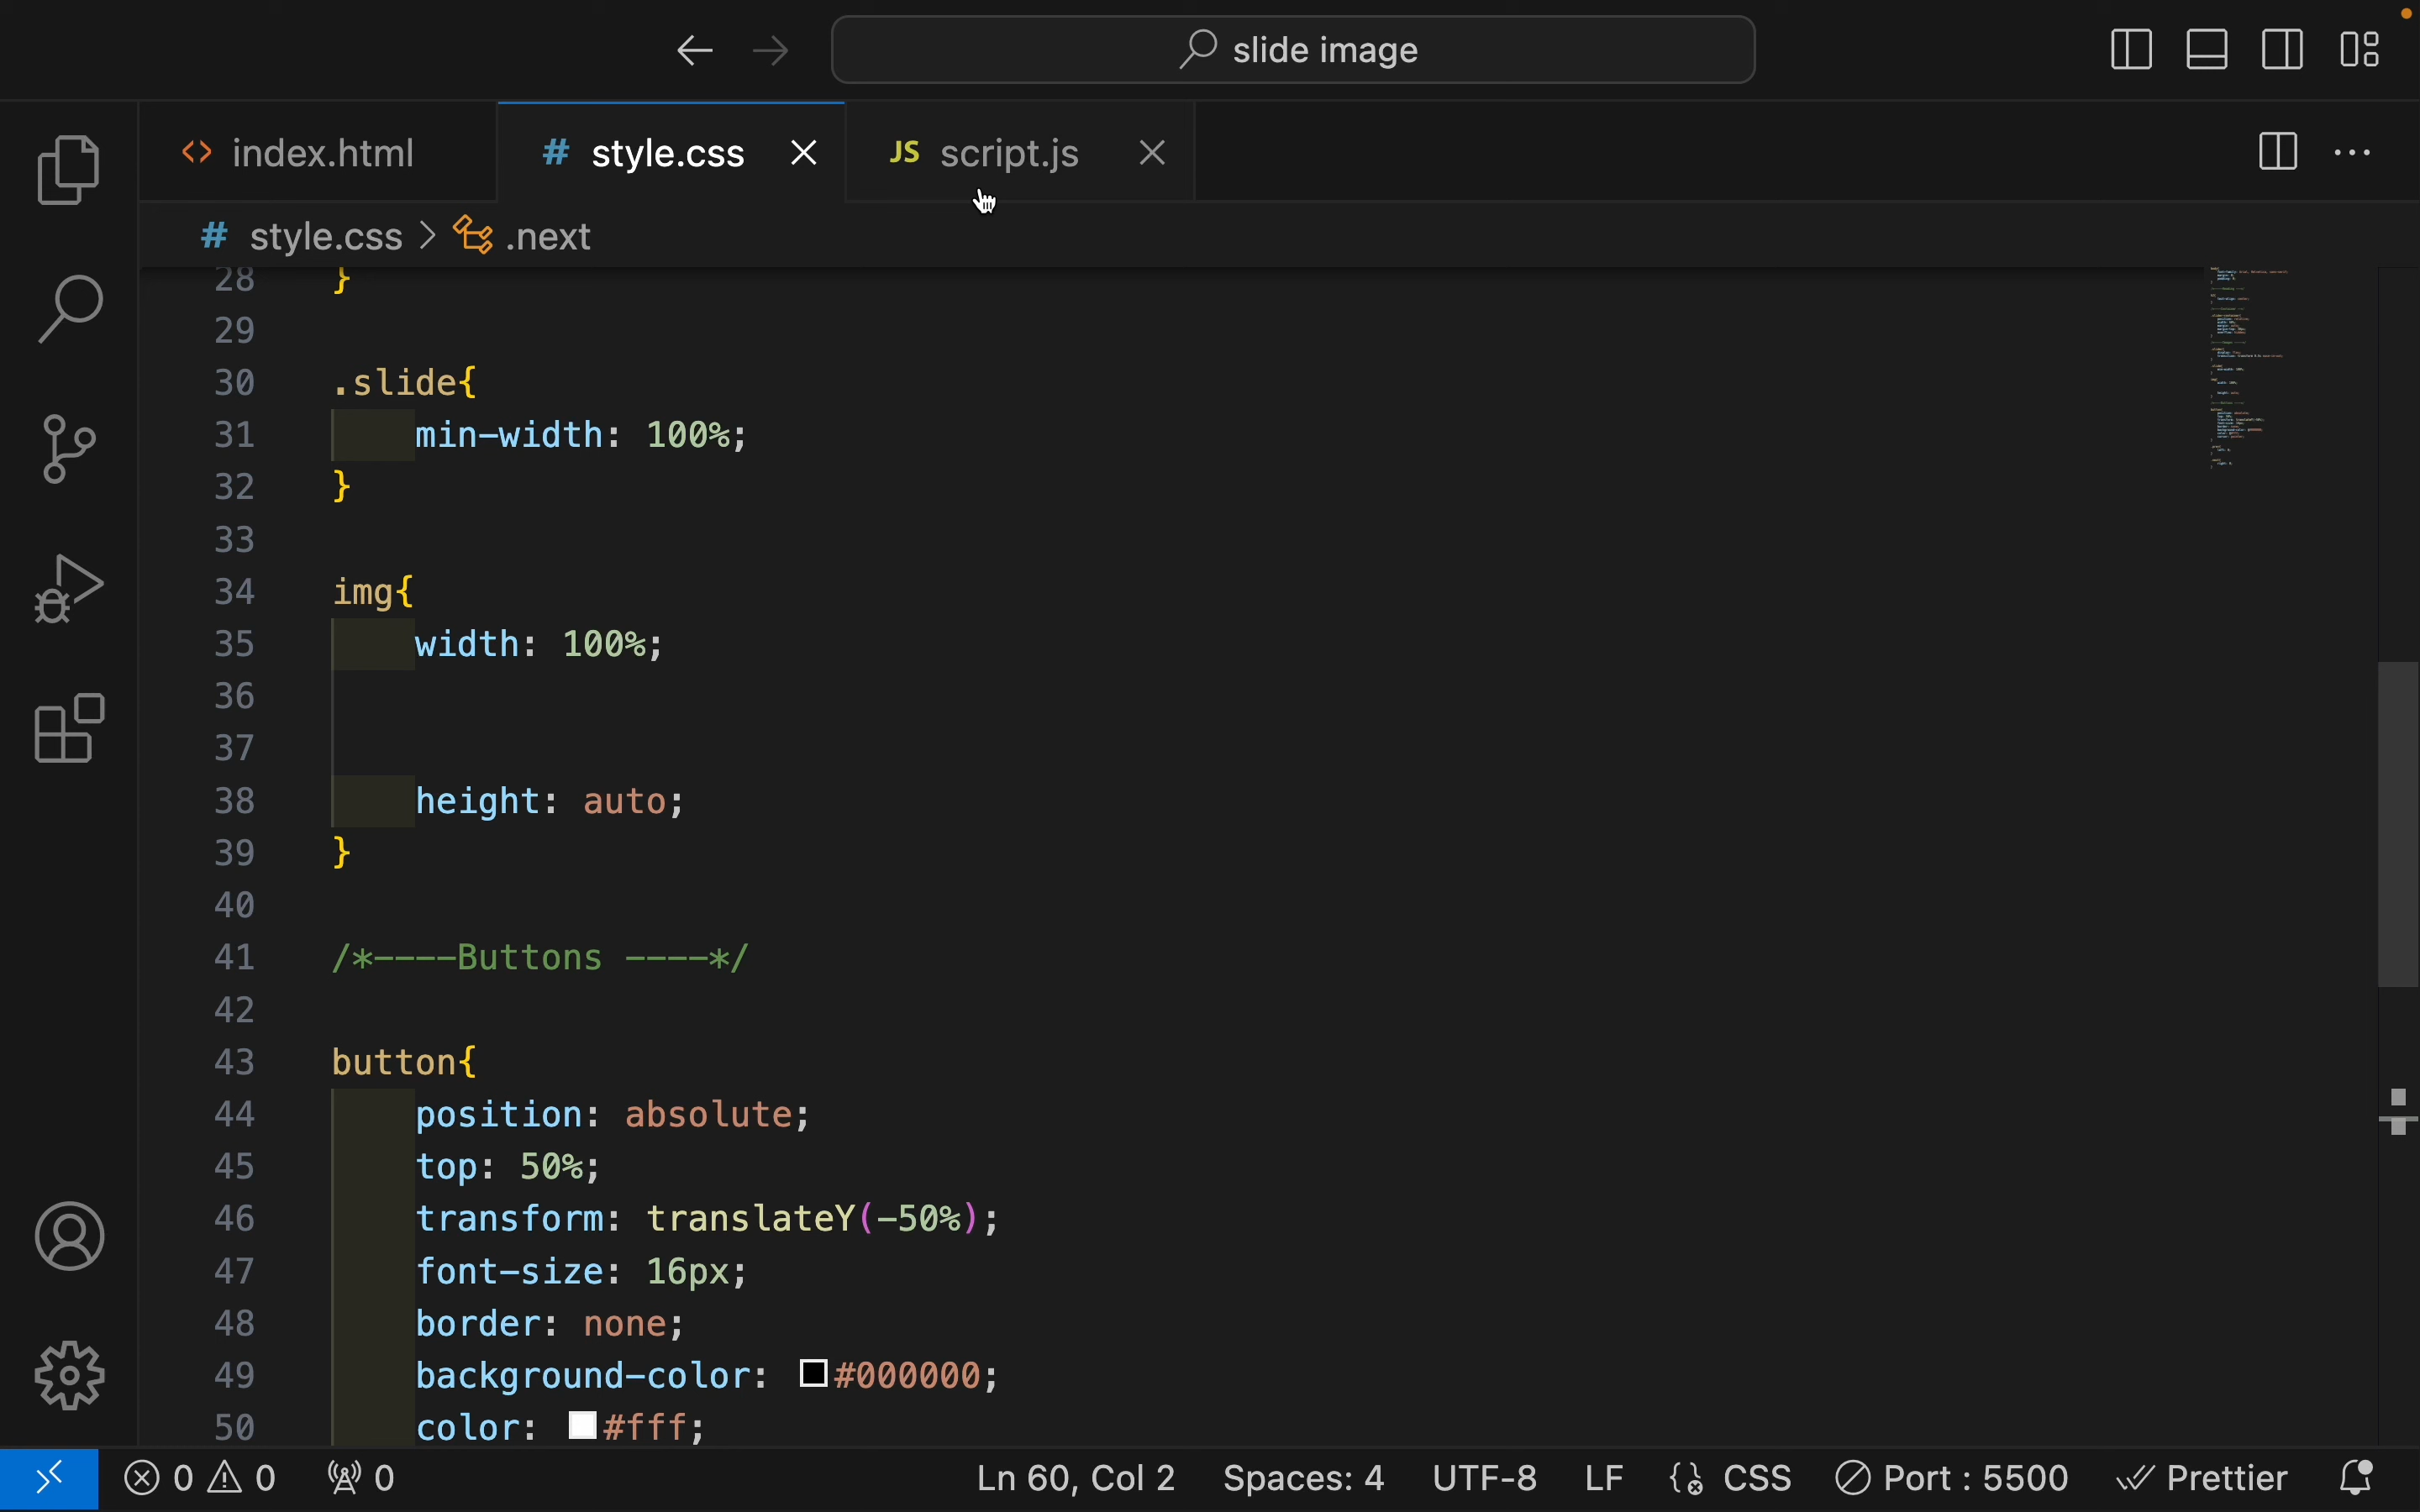 slide image
index.html
style.css
JS script.js
# style.css > .next
28 }
29
30 .slide{
31 min-width: 100%;
32 }
33
34 img{
35 width: 100%;
36
37
38 height: auto;
39 }
40
41 /*----Buttons ----*/
42
43 button{
44 position: absolute;
45 top: 50%;
46 transform: translateY(-50%);
47 font-size: 16px;
48 border: none;
49 background-color: #000000;
50 color: #fff;
0 0 0 Ln 60, Col 2 Spaces: 4 UTF-8 LF {} CSS Port : 5500 Prettier